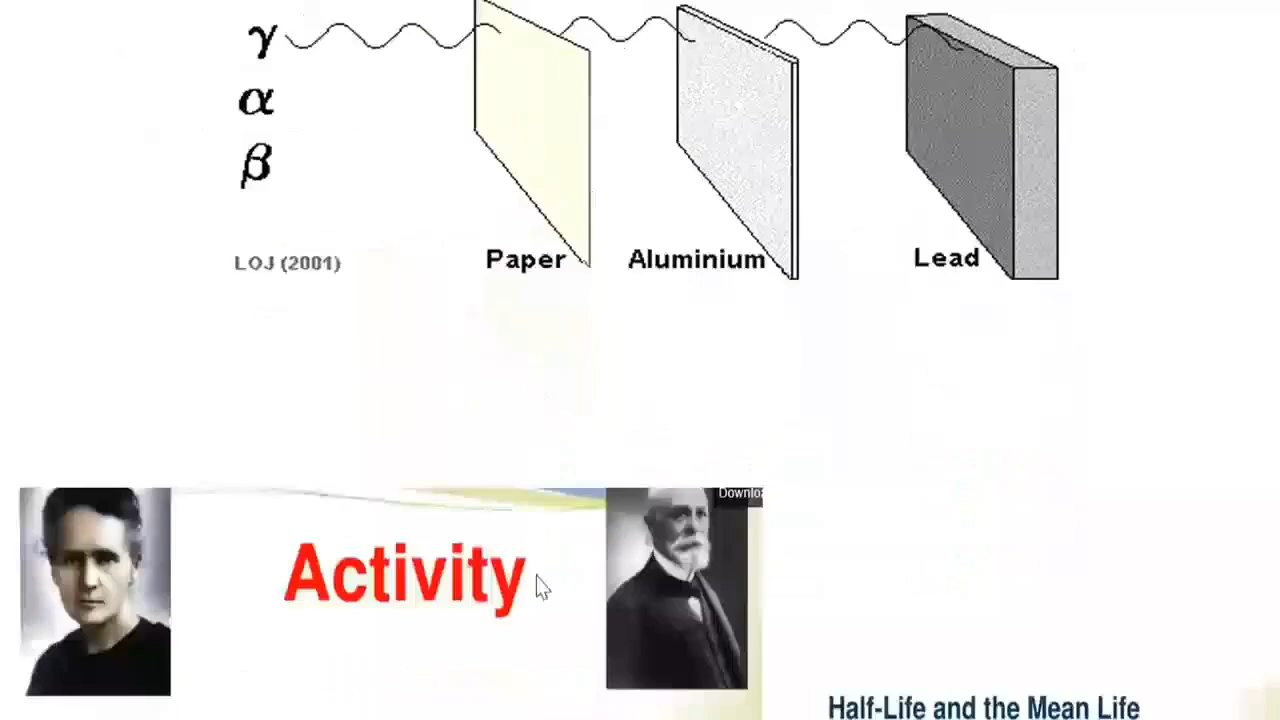 γ
α
β
LOJ (2001)
Paper
Aluminium
Lead
Activity
Half-Life and the Mean Life